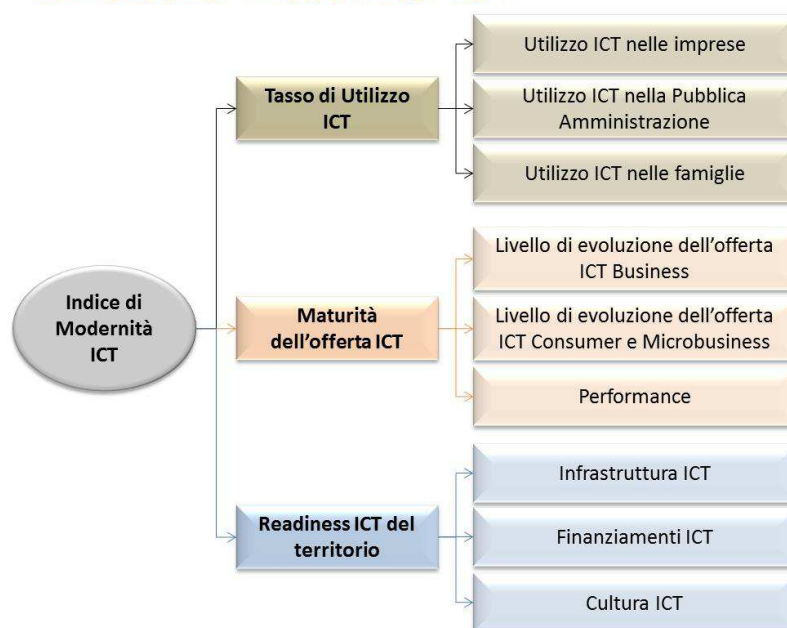 Utilizzo ICT nelle imprese
Tasso di Utilizzo
ICT
Utilizzo ICT nella Pubblica
Amministrazione
Utilizzo ICT nelle famiglie
Livello di evoluzione dell’offerta
ICT Business
Indice di
Modernità
ICT
Maturità
dell’offerta ICT
Livello di evoluzione dell’offerta
ICT Consumer e Microbusiness
Performance
Infrastruttura ICT
Readiness ICT del
territorio
Finanziamenti ICT
Cultura ICT